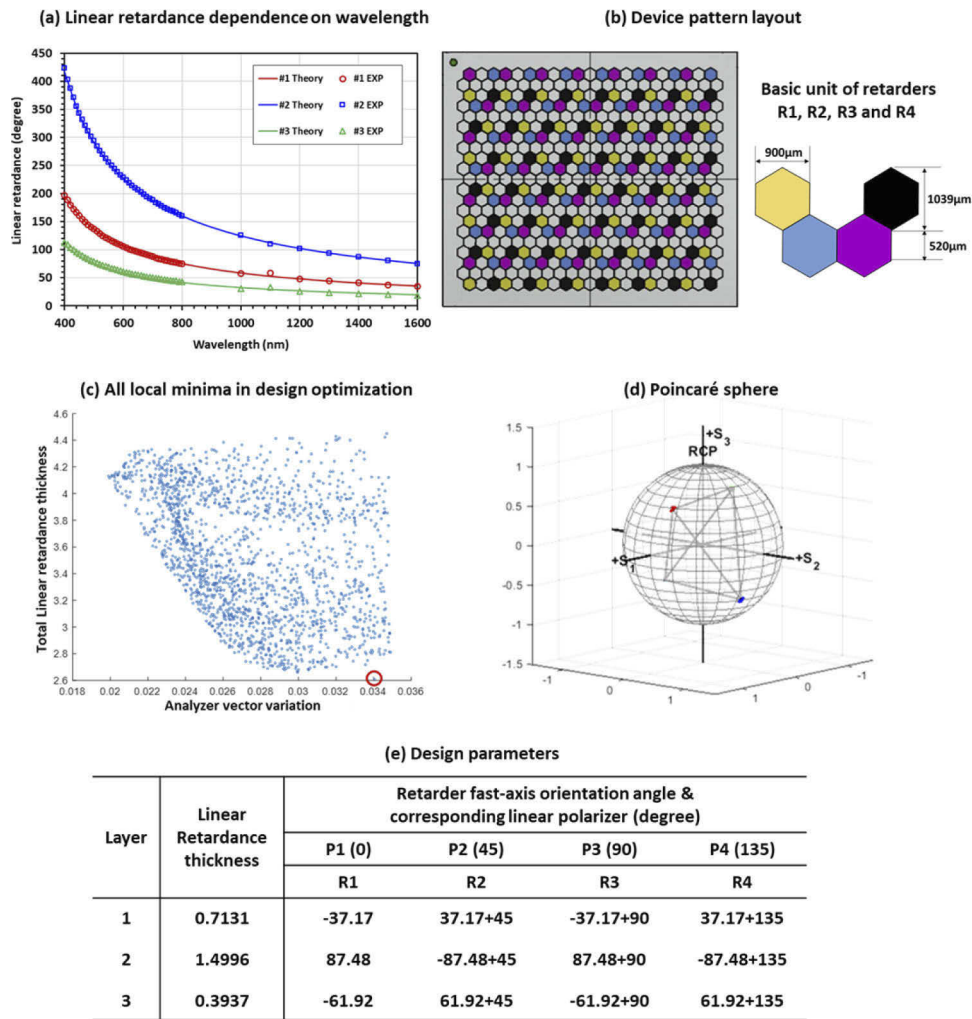 (a) Linear retardance dependence on wavelength
450
400
350
300
250
200
150
100
50
0
Linear retardance (degree)
#1 Theory
#1 EXP
#2 Theory
#2 EXP
#3 Theory
#3 EXP
400
600
800
1000
1200
1400
1600
Wavelength (nm)
(b) Device pattern layout
Basic unit of retarders
R1, R2, R3 and R4
900μm
1039μm
520μm
(c) All local minima in design optimization
4.6
4.4
4.2
4
3.8
3.6
3.4
3.2
3
2.8
2.6
Total Linear retardance thickness
0.018
0.02
0.022
0.024
0.026
0.028
0.03
0.032
0.034
0.036
Analyzer vector variation
(d) Poincaré sphere
1.5
1
0.5
0
-0.5
-1
-1.5
+S3
RCP
+S1
+S2
-1
0
1
1
0
-1
(e) Design parameters
Layer
Linear
Retardance
thickness
Retarder fast-axis orientation angle &
corresponding linear polarizer (degree)
P1 (0) P2 (45) P3 (90) P4 (135)
R1 R2 R3 R4
1 0.7131 -37.17 37.17+45 -37.17+90 37.17+135
2 1.4996 87.48 -87.48+45 87.48+90 -87.48+135
3 0.3937 -61.92 61.92+45 -61.92+90 61.92+135